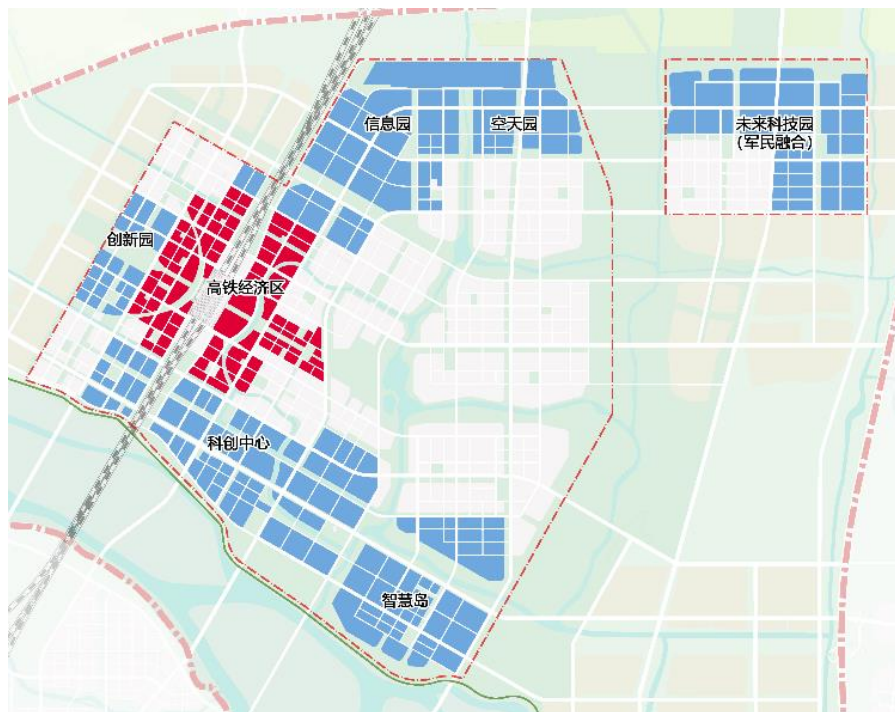 信息园
空天园
未来科技园
(军民融合)
创新园
高铁经济区
科创中心
智慧岛